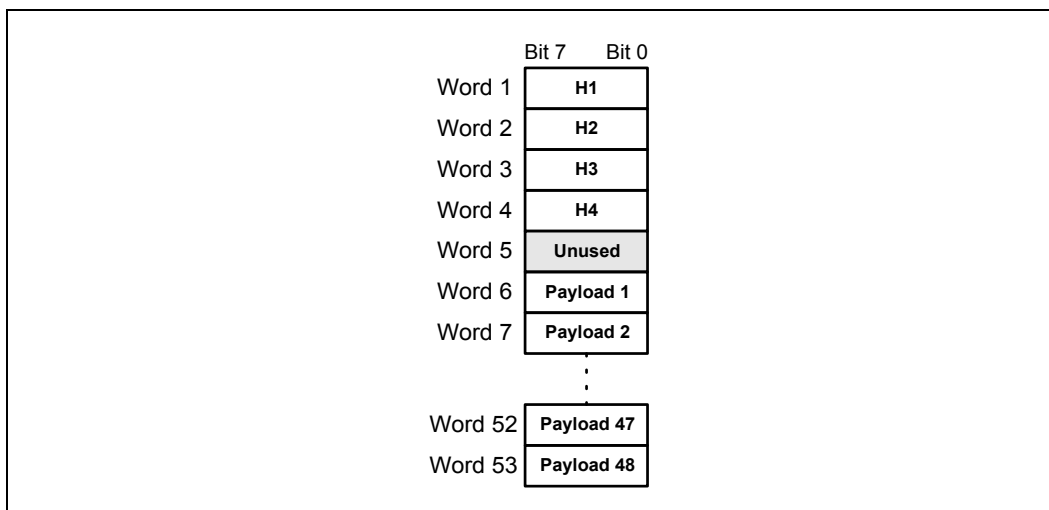 Bit 7 Bit 0
Word 1 H1
Word 2 H2
Word 3 H3
Word 4 H4
Word 5 Unused
Word 6 Payload 1
Word 7 Payload 2
Word 52 Payload 47
Word 53 Payload 48